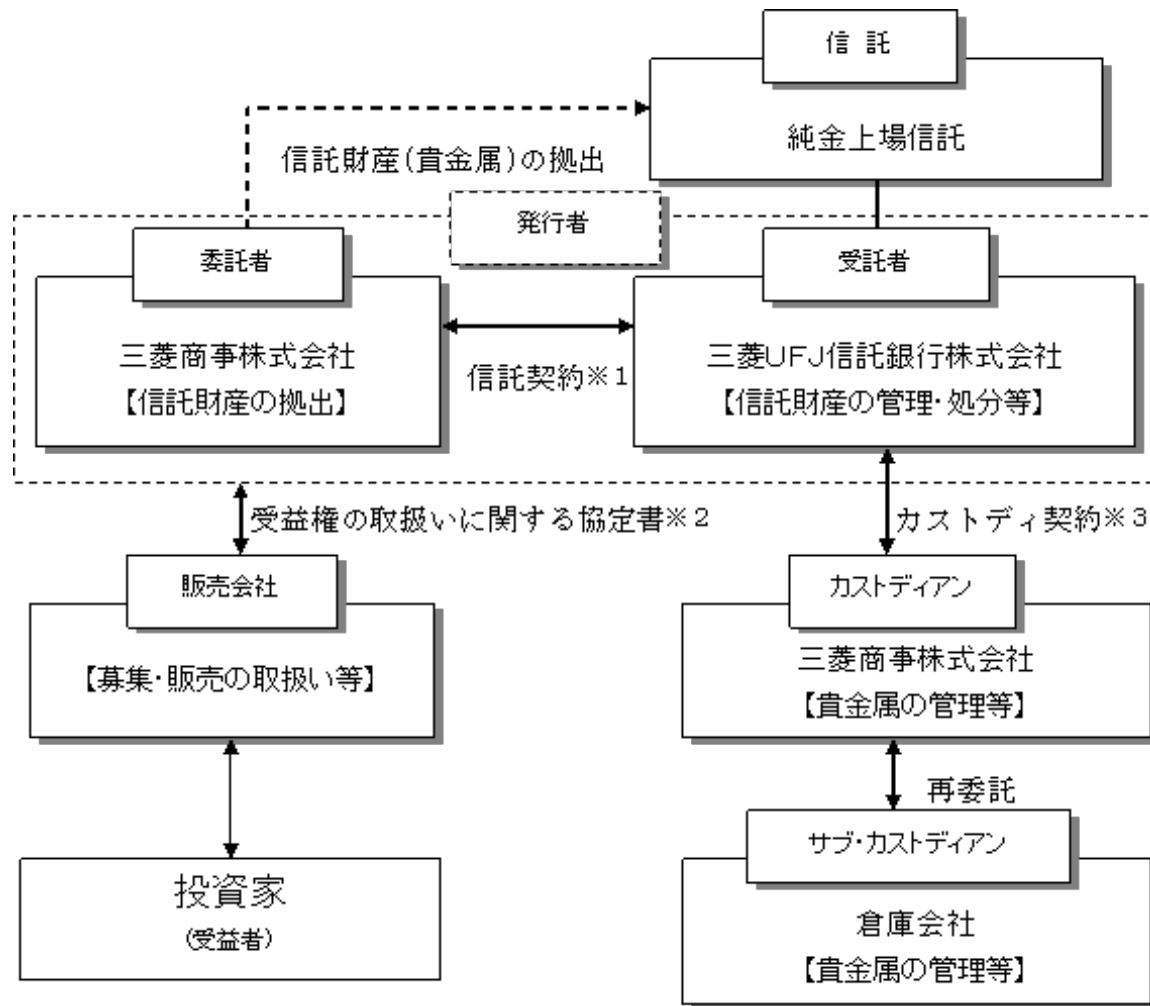 信託
純金上場信託
信託財産(貴金属)の拠出
発行者
委託者
三菱商事株式会社
【信託財産の拠出】
信託契約※1
受託者
三菱UFJ信託銀行株式会社
【信託財産の管理・処分等】
受益権の取扱いに関する協定書※2
カストディ契約※3
販売会社
【募集・販売の取扱い等】
カストディアン
三菱商事株式会社
【貴金属の管理等】
再委託
投資家
(受益者)
サブ・カストディアン
倉庫会社
【貴金属の管理等】